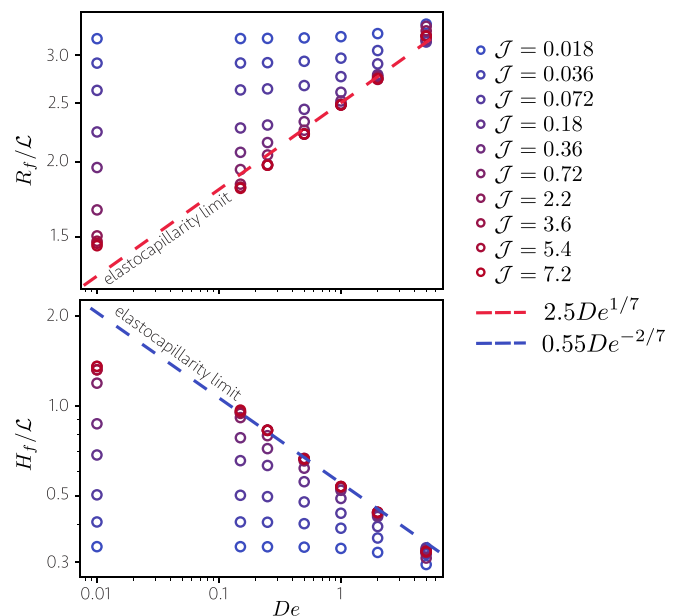 3.0
2.5
2.0
1.5
R_f/ℒ
elastocapillarity limit
𝒥 = 0.018
𝒥 = 0.036
𝒥 = 0.072
𝒥 = 0.18
𝒥 = 0.36
𝒥 = 0.72
𝒥 = 2.2
𝒥 = 3.6
𝒥 = 5.4
𝒥 = 7.2
2.5De^{1/7}
0.55De^{-2/7}
2.0
1.0
0.5
0.3
H_f/ℒ
elastocapillarity limit
0.01 0.1 1
De